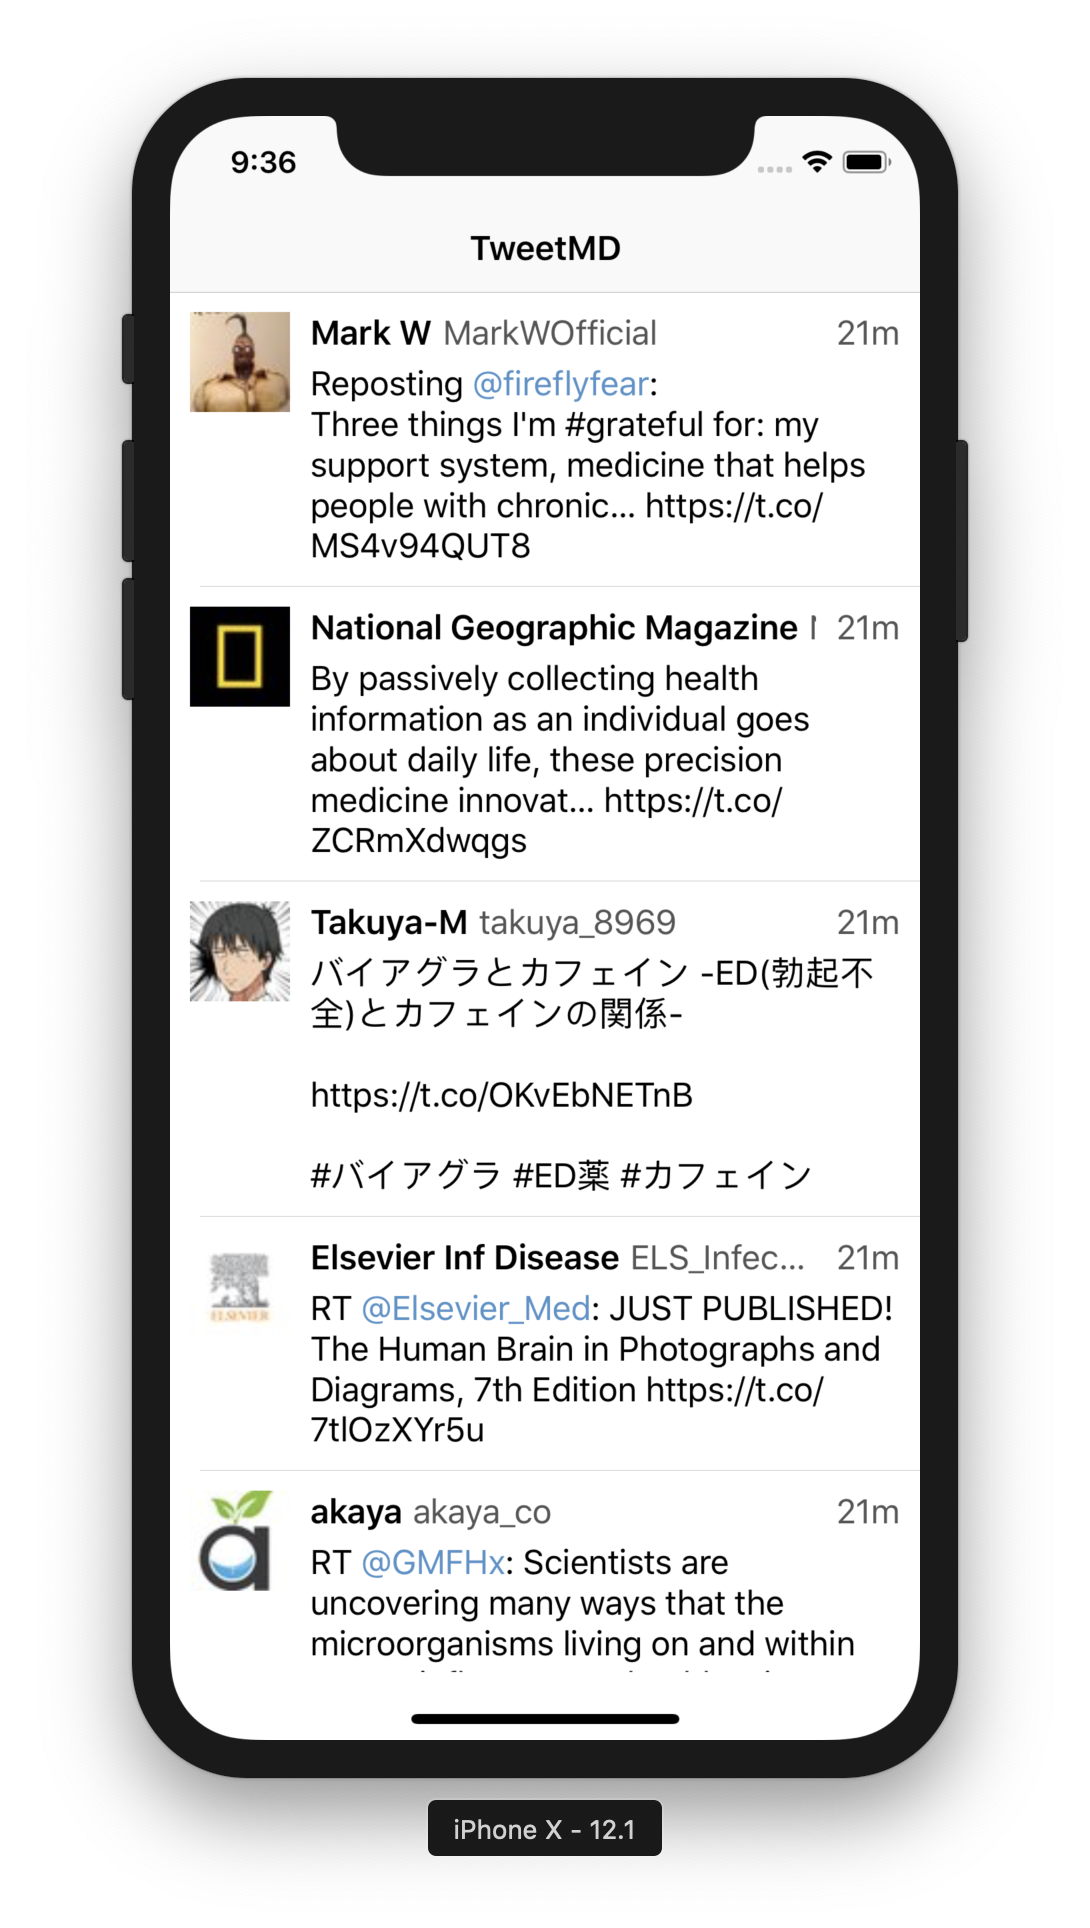 9:36
TweetMD
Mark W MarkWOfficial 21m
Reposting @fireflyfear:
Three things I'm #grateful for: my
support system, medicine that helps
people with chronic... https://t.co/
MS4v94QUT8
National Geographic Magazine 21m
By passively collecting health
information as an individual goes
about daily life, these precision
medicine innovat... https://t.co/
ZCRmXdwqgs
Takuya-M takuya_8969 21m
バイアグラとカフェイン -ED(勃起不
全)とカフェインの関係-
https://t.co/OKvEbNETnB
#バイアグラ #ED薬 #カフェイン
Elsevier Inf Disease ELS_Infec... 21m
ELSEVIER
RT @Elsevier_Med: JUST PUBLISHED!
The Human Brain in Photographs and
Diagrams, 7th Edition https://t.co/
7tlOzXYr5u
akaya akaya_co 21m
RT @GMFHx: Scientists are
uncovering many ways that the
microorganisms living on and within
iPhone X - 12.1